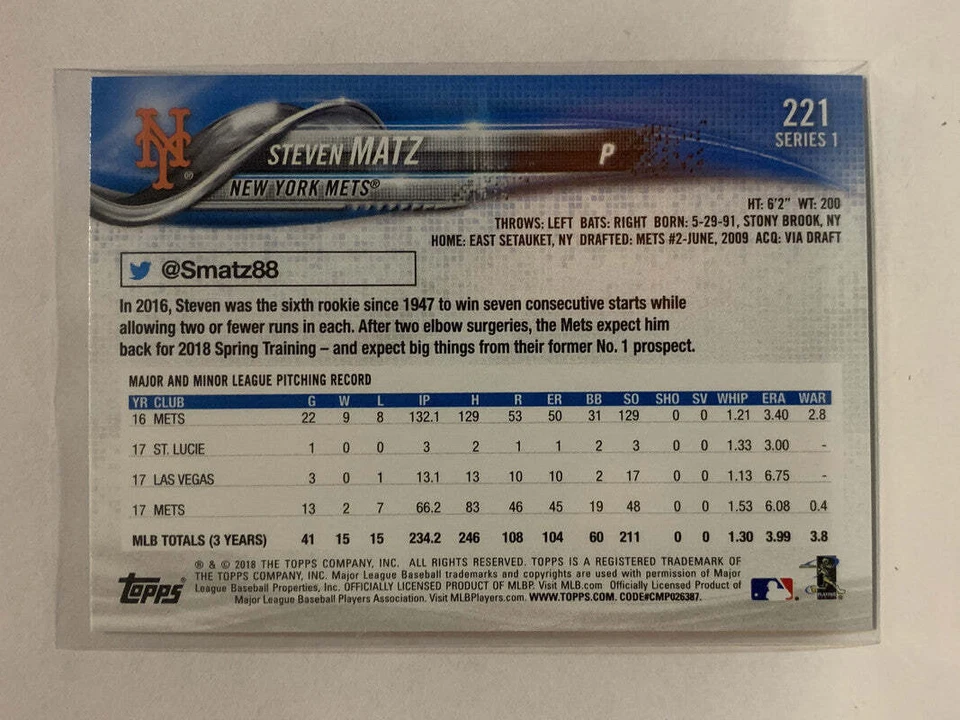 NY ®
221
SERIES 1
STEVEN MATZ P
NEW YORK METS®
HT: 6'2" WT: 200
THROWS: LEFT BATS: RIGHT BORN: 5-29-91, STONY BROOK, NY
HOME: EAST SETAUKET, NY DRAFTED: METS #2-JUNE, 2009 ACQ: VIA DRAFT
@Smatz88
In 2016, Steven was the sixth rookie since 1947 to win seven consecutive starts while
allowing two or fewer runs in each. After two elbow surgeries, the Mets expect him
back for 2018 Spring Training – and expect big things from their former No. 1 prospect.
MAJOR AND MINOR LEAGUE PITCHING RECORD
YR CLUB G W L IP H R ER BB SO SHO SV WHIP ERA WAR
16 METS 22 9 8 132.1 129 53 50 31 129 0 0 1.21 3.40 2.8
17 ST. LUCIE 1 0 0 3 2 1 1 2 3 0 0 1.33 3.00 -
17 LAS VEGAS 3 0 1 13.1 13 10 10 2 17 0 0 1.13 6.75 -
17 METS 13 2 7 66.2 83 46 45 19 48 0 0 1.53 6.08 0.4
MLB TOTALS (3 YEARS) 41 15 15 234.2 246 108 104 60 211 0 0 1.30 3.99 3.8
® & © 2018 THE TOPPS COMPANY, INC. ALL RIGHTS RESERVED. TOPPS IS A REGISTERED TRADEMARK OF
THE TOPPS COMPANY, INC. Major League Baseball trademarks and copyrights are used with permission of Major
League Baseball Properties, Inc. OFFICIALLY LICENSED PRODUCT OF MLBP. Visit MLB.com Officially Licensed Product of
Major League Baseball Players Association. Visit MLBPlayers.com. WWW.TOPPS.COM. CODE#CMP026387.
Topps